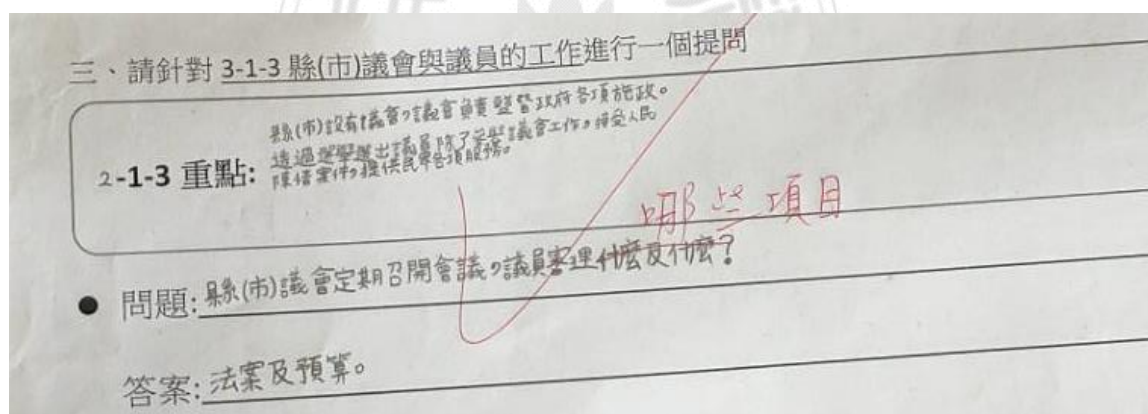 三、請針對 3-1-3 縣(市)議會與議員的工作進行一個提問
縣(市)設有議會,議會負責監督政府各項施政。
透過選舉選出議員除了參與議會工作,接受人民
2-1-3 重點:
陳情案件,提供民眾各項服務。
哪些項目
● 問題:縣(市)議會定期召開會議,議員審理什麼及什麼?
答案:法案及預算。